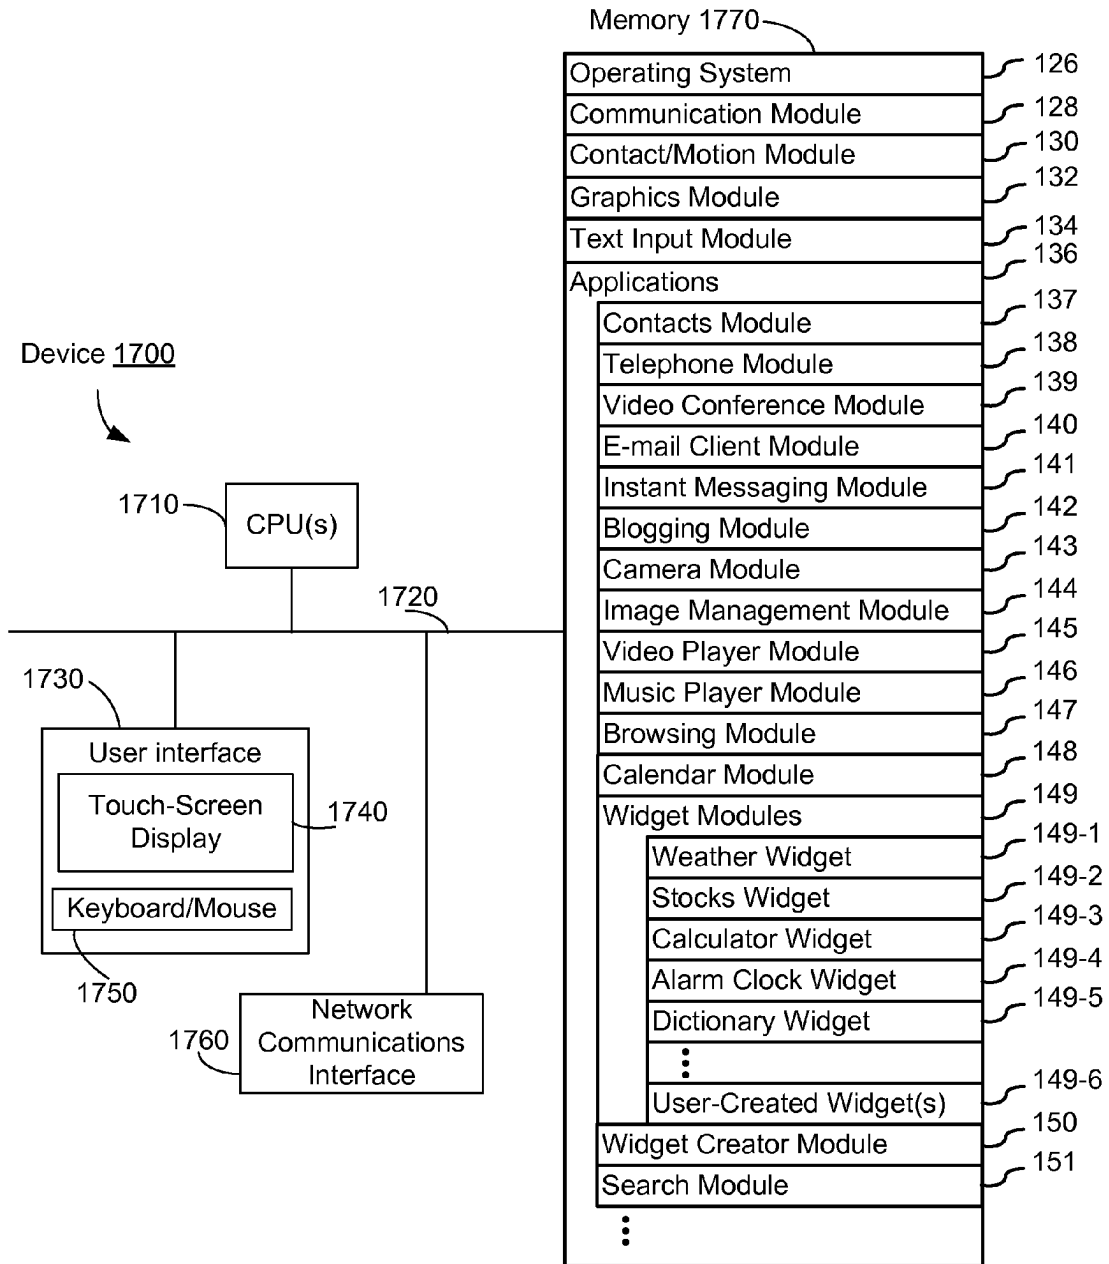 Memory 1770
Operating System 126
Communication Module 128
Contact/Motion Module 130
Graphics Module 132
Text Input Module 134
Applications 136
Contacts Module 137
Telephone Module 138
Video Conference Module 139
E-mail Client Module 140
Instant Messaging Module 141
Blogging Module 142
Camera Module 143
Image Management Module 144
Video Player Module 145
Music Player Module 146
Browsing Module 147
Calendar Module 148
Widget Modules 149
Weather Widget 149-1
Stocks Widget 149-2
Calculator Widget 149-3
Alarm Clock Widget 149-4
Dictionary Widget 149-5
User-Created Widget(s) 149-6
Widget Creator Module 150
Search Module 151
Device 1700
1710
CPU(s)
1720
1730
User interface
Touch-Screen
Display
1740
Keyboard/Mouse
1750
Network
Communications
Interface
1760